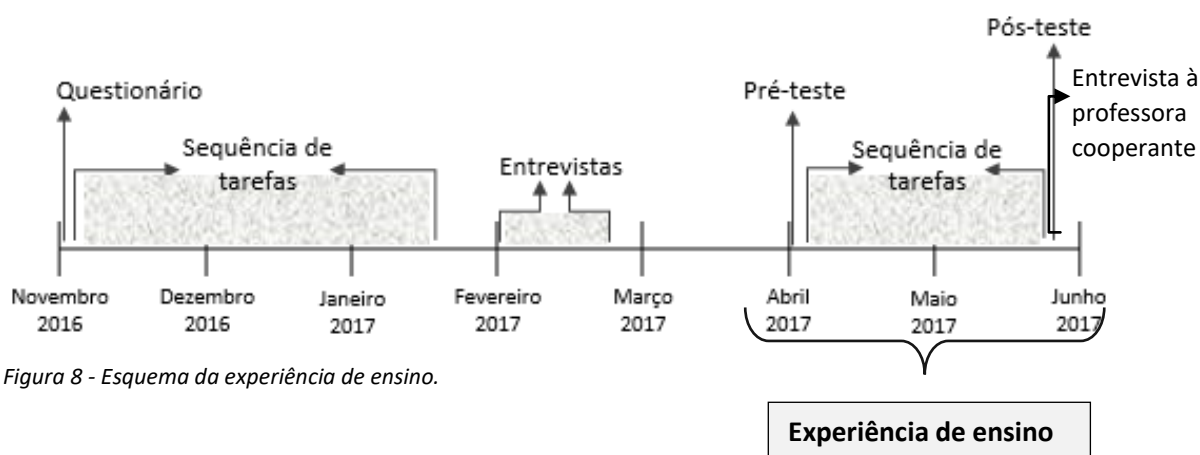 Pós-teste
Questionário
Pré-teste
Entrevista à
professora
cooperante
Sequência de
tarefas
Entrevistas
Sequência de
tarefas
Novembro
2016
Dezembro
2016
Janeiro
2017
Fevereiro
2017
Março
2017
Abril
2017
Maio
2017
Junho
2017
Figura 8 - Esquema da experiência de ensino.
Experiência de ensino